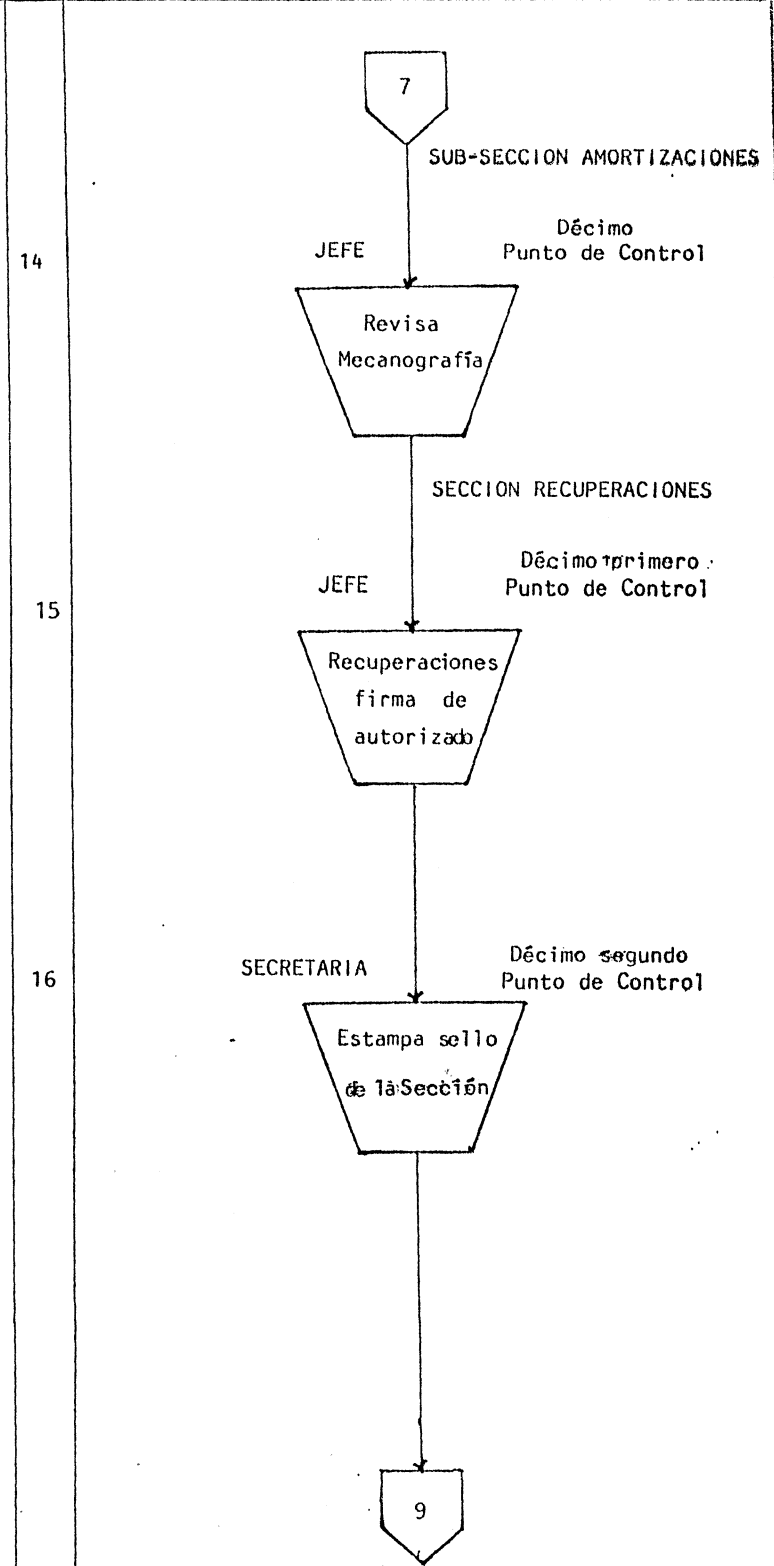 7
SUB-SECCION AMORTIZACIONES
Décimo
14 JEFE Punto de Control
Revisa
Mecanografía
SECCION RECUPERACIONES
Décimo primero
15 JEFE Punto de Control
Recuperaciones
firma de
autorizado
Décimo segundo
16 SECRETARIA Punto de Control
Estampa sello
de la Sección
9